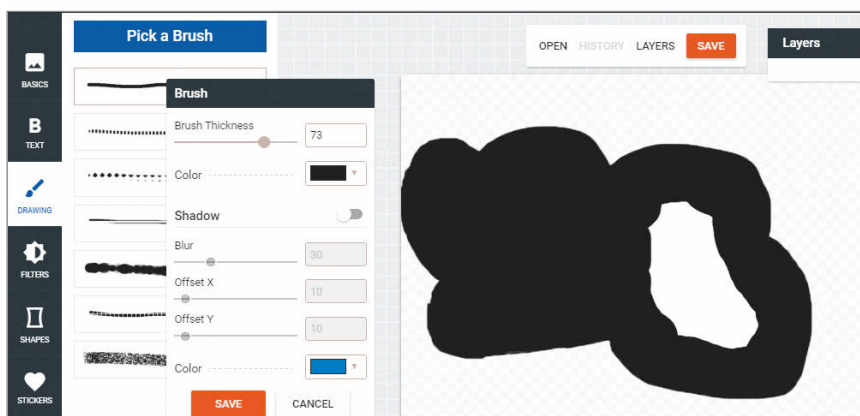 Pick a Brush
OPEN HISTORY LAYERS SAVE
Layers
BASICS
B
TEXT
DRAWING
FILTERS
SHAPES
STICKERS
Brush
Brush Thickness
73
Color
Shadow
Blur
30
Offset X
10
Offset Y
10
Color
SAVE CANCEL